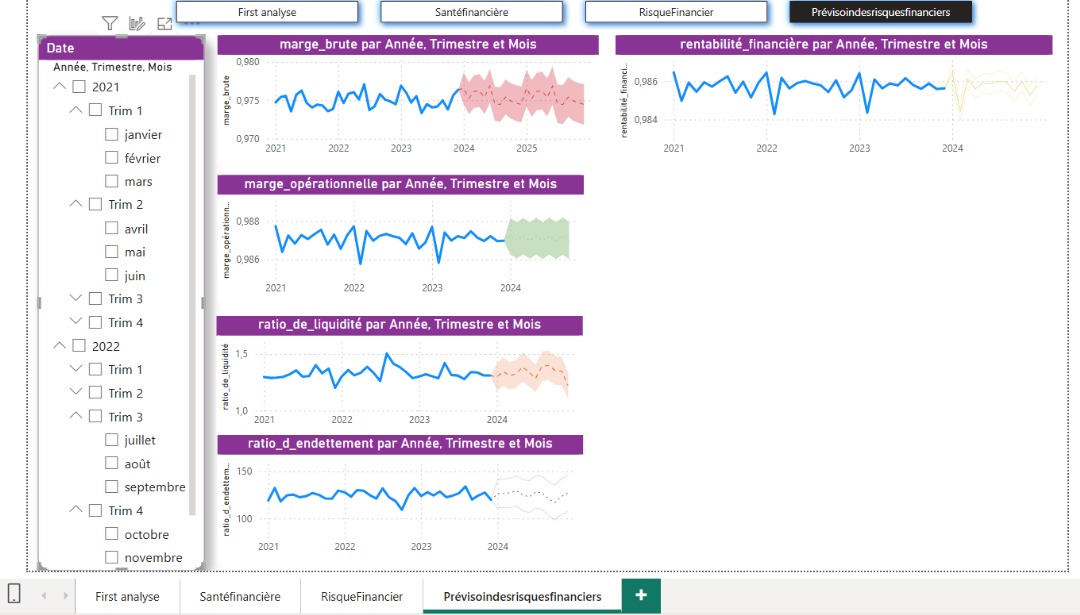 First analyse
Santéfinancière
RisqueFinancier
Prévisoindesrisquesfinanciers
Date
Année, Trimestre, Mois
2021
Trim 1
janvier
février
mars
Trim 2
avril
mai
juin
Trim 3
Trim 4
2022
Trim 1
Trim 2
Trim 3
juillet
août
septembre
Trim 4
octobre
novembre
marge_brute par Année, Trimestre et Mois
marge_brute
0,980
0,975
0,970
2021 2022 2023 2024 2025
rentabilité_financière par Année, Trimestre et Mois
rentabilité_financi...
0,986
0,984
2021 2022 2023 2024
marge_opérationnelle par Année, Trimestre et Mois
marge_opérationn...
0,988
0,986
2021 2022 2023 2024
ratio_de_liquidité par Année, Trimestre et Mois
ratio_de_liquidité
1,5
1,0
2021 2022 2023 2024
ratio_d_endettement par Année, Trimestre et Mois
ratio_d_endettem...
150
100
2021 2022 2023 2024
First analyse
Santéfinancière
RisqueFinancier
Prévisoindesrisquesfinanciers
+